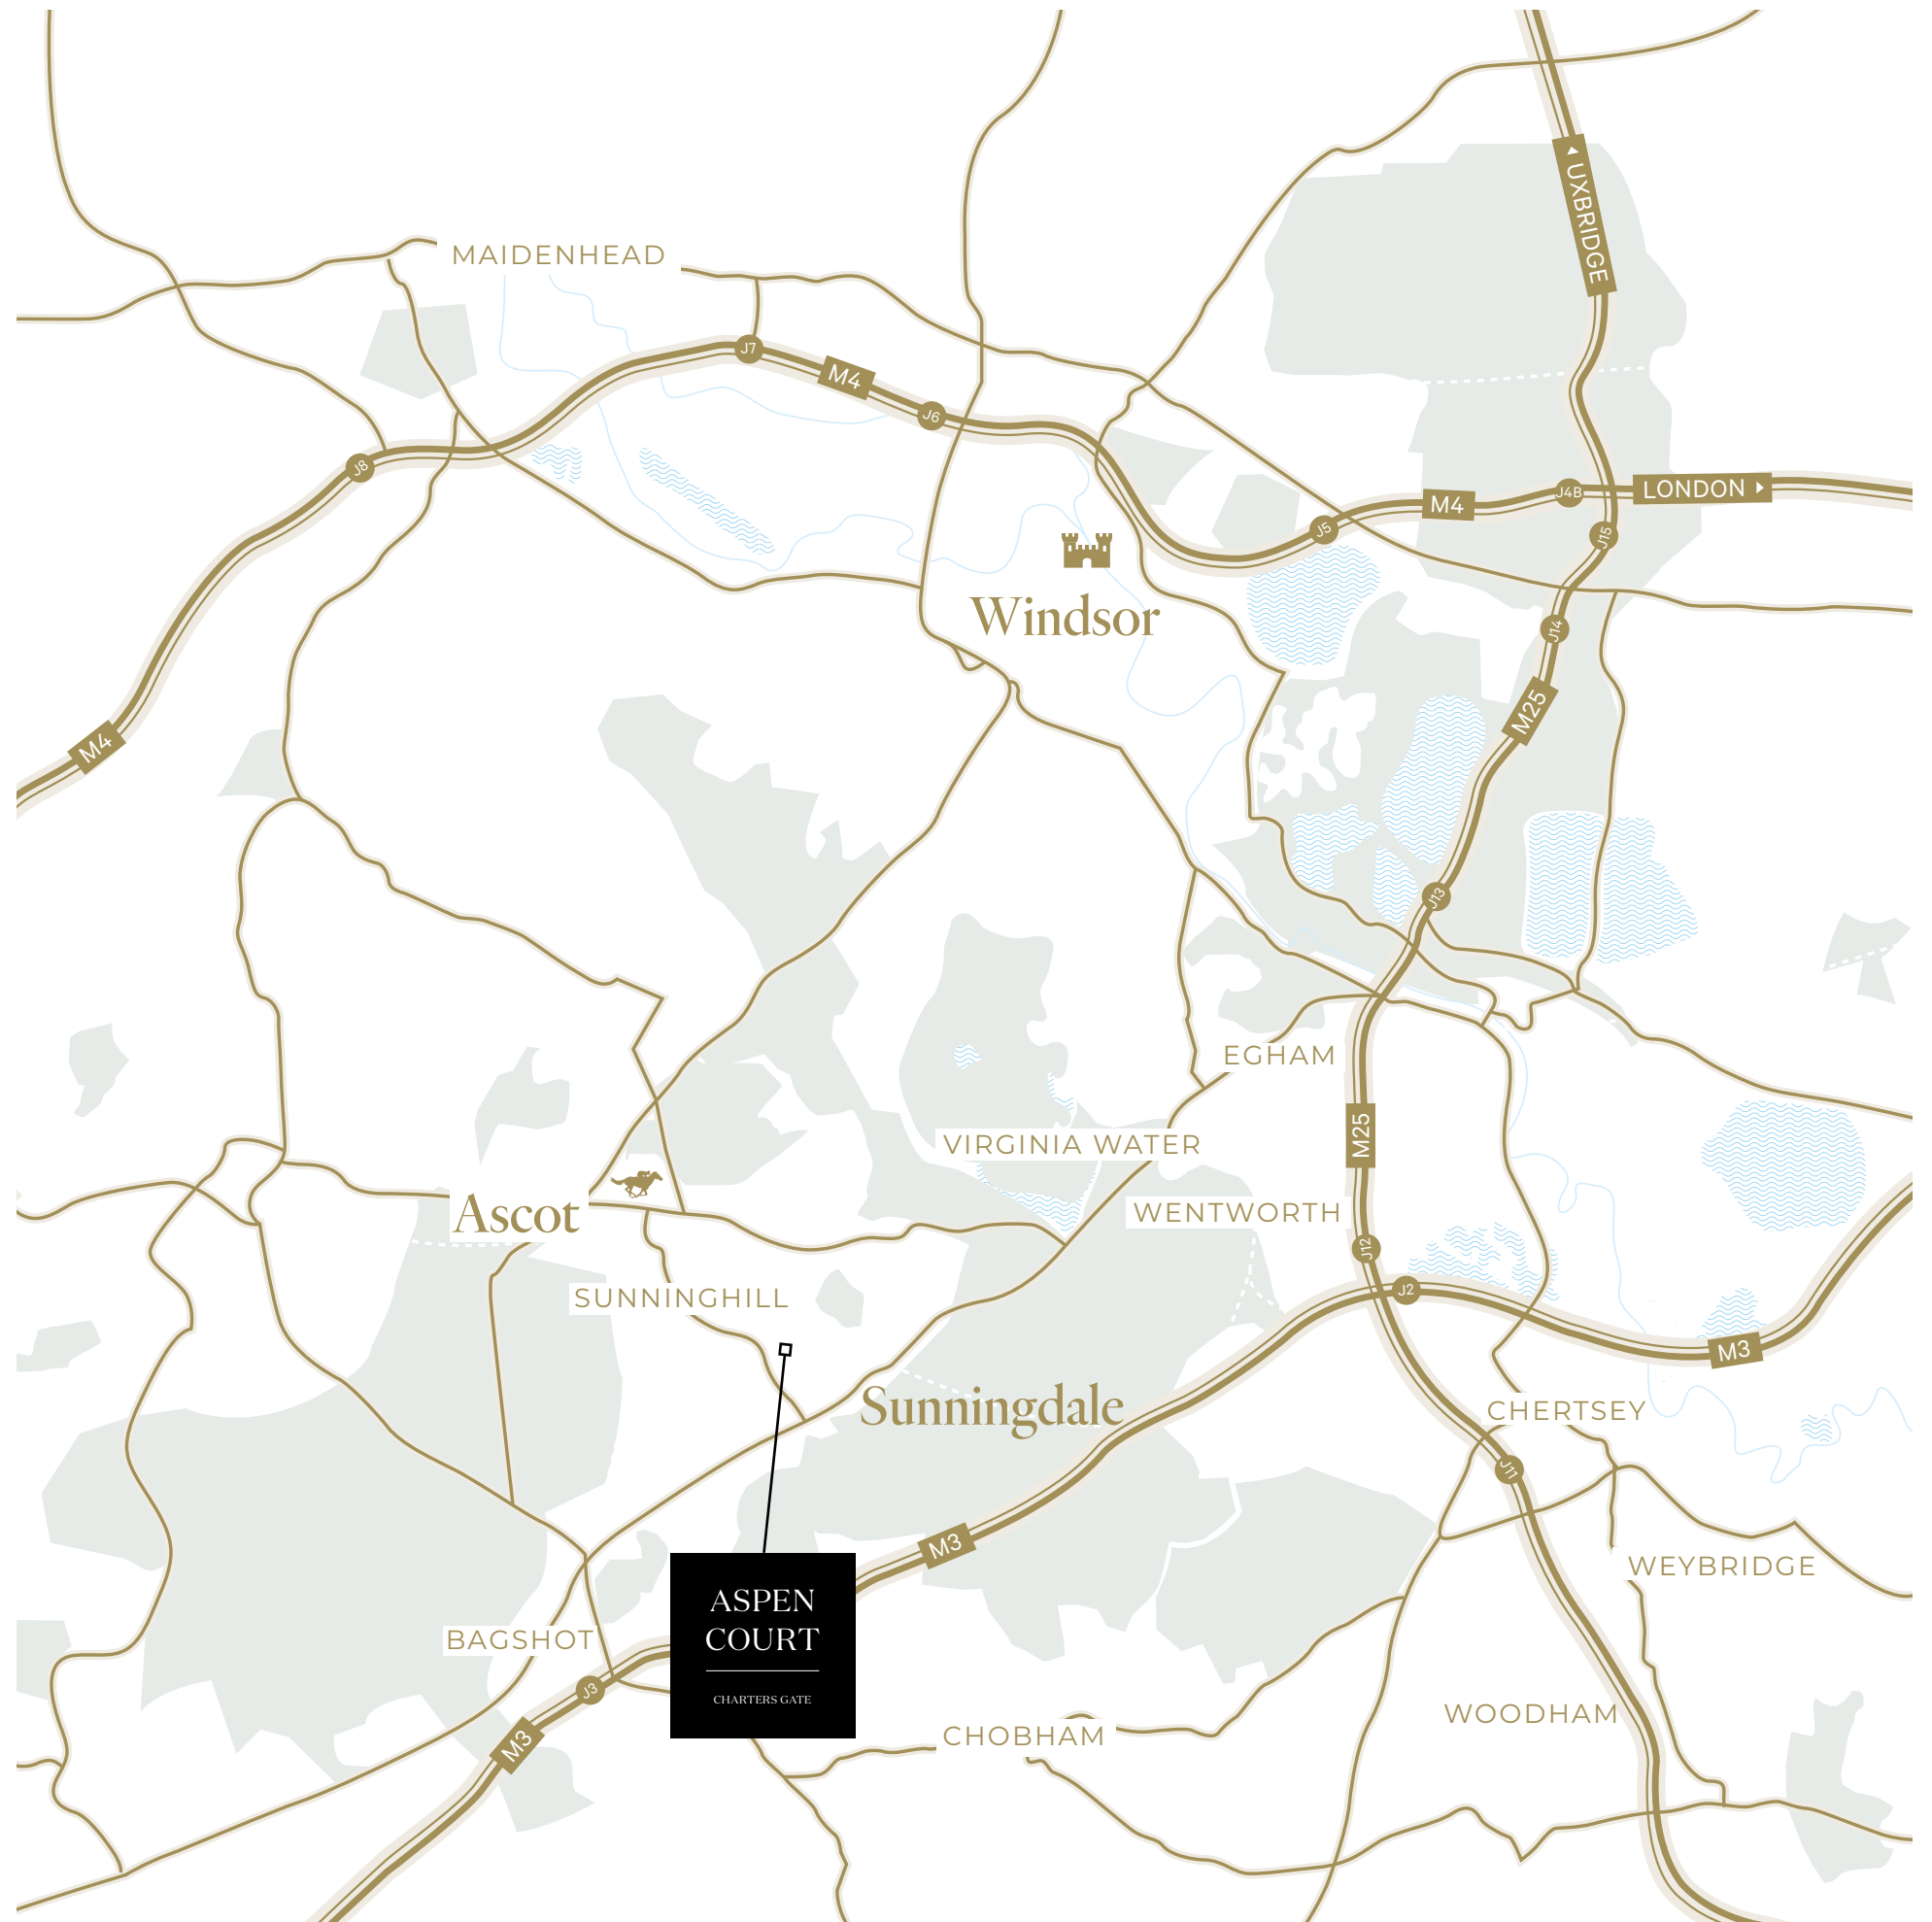 UXBRIDGE
MAIDENHEAD
J7
M4
J6
J8
M4
J4B
LONDON
J5
J15
Windsor
J14
M25
M4
J13
EGHAM
M25
VIRGINIA WATER
Ascot
WENTWORTH
J12
SUNNINGHILL
J2
M3
Sunningdale
CHERTSEY
J11
M3
WEYBRIDGE
ASPEN
COURT
CHARTERS GATE
BAGSHOT
J3
M3
CHOBHAM
WOODHAM